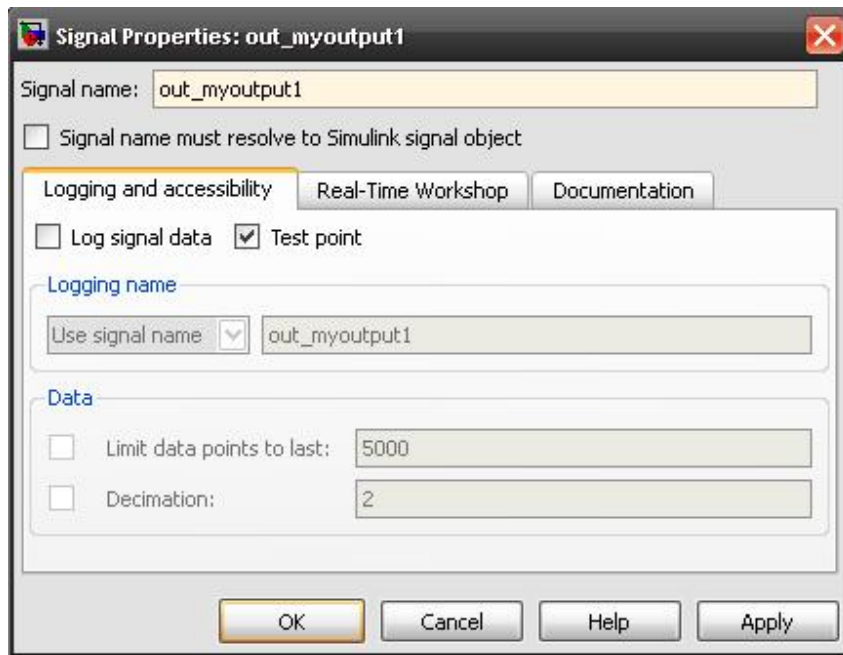 Signal Properties: out_myoutput1
Signal name: out_myoutput1
Signal name must resolve to Simulink signal object
Logging and accessibility Real-Time Workshop Documentation
Log signal data Test point
Logging name
Use signal name out_myoutput1
Data
Limit data points to last: 5000
Decimation: 2
OK Cancel Help Apply